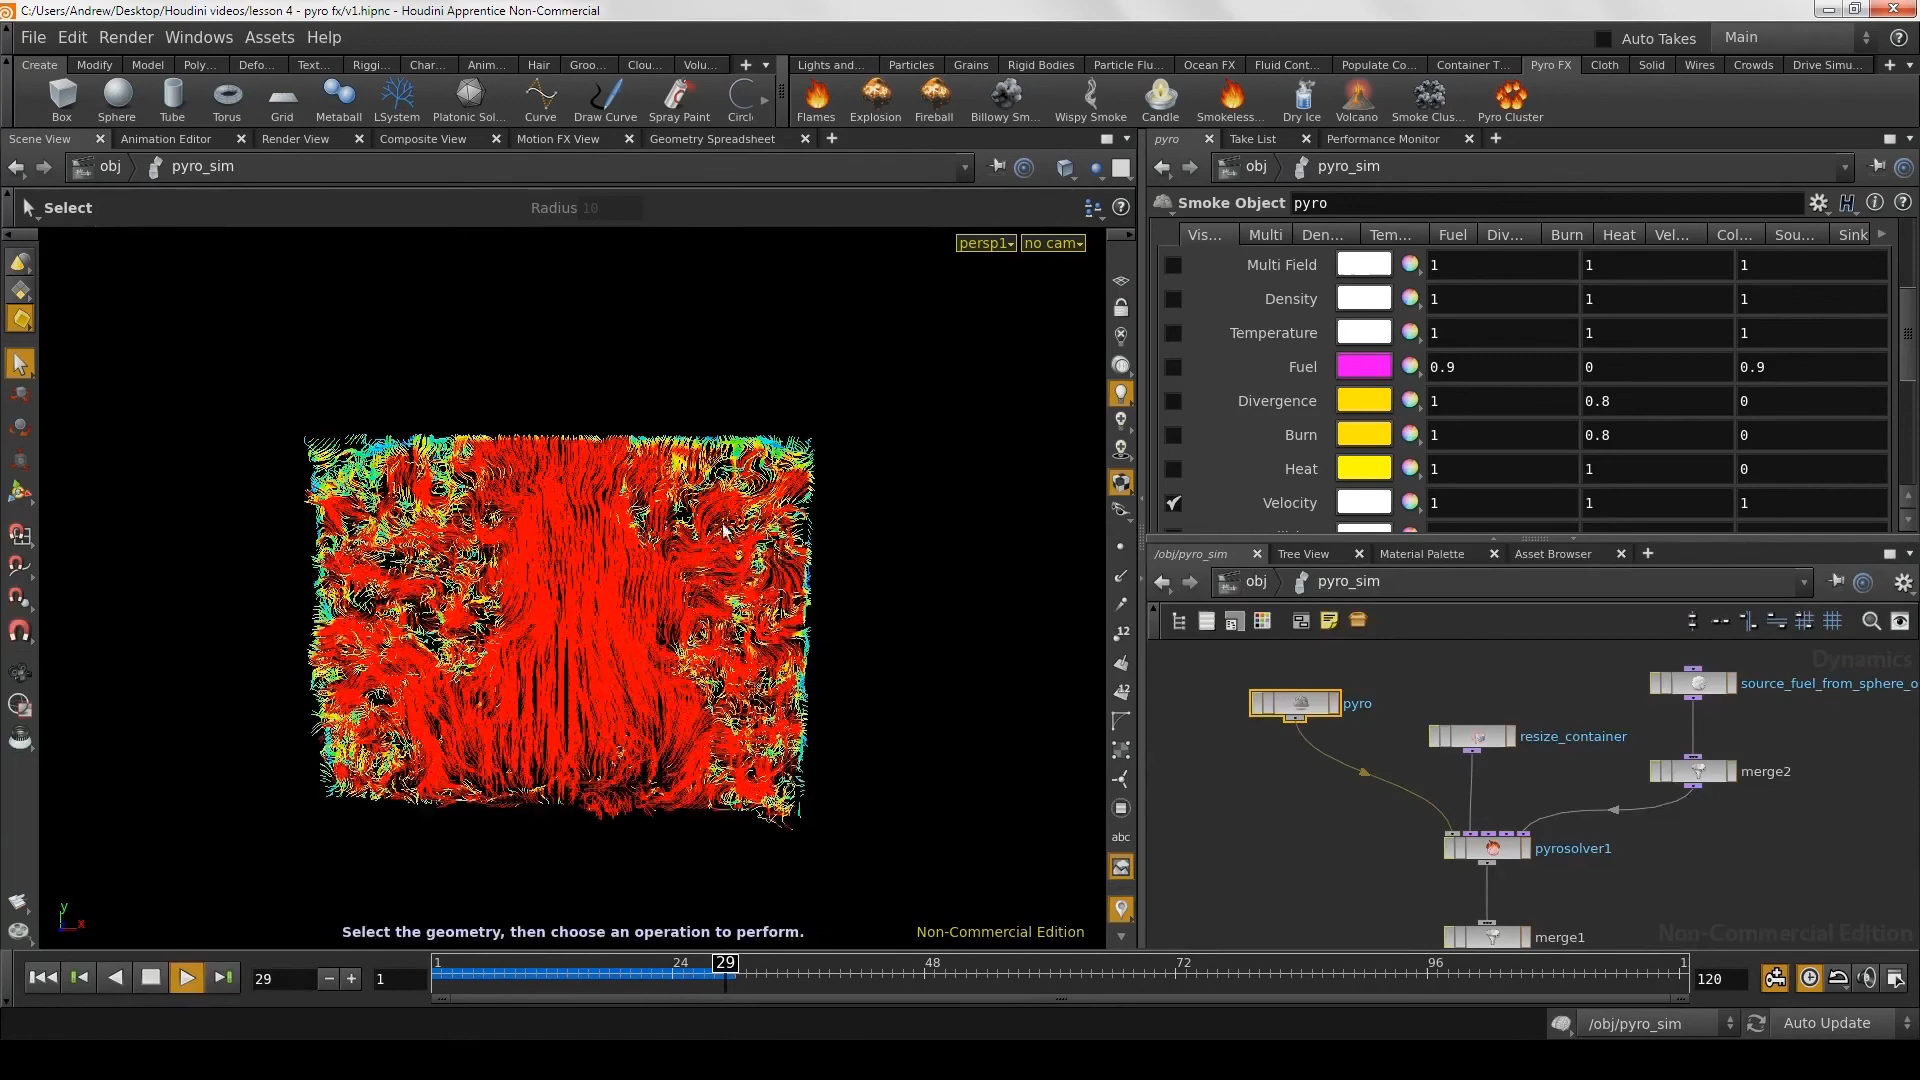 C:/Users/Andrew/Desktop/Houdini videos/lesson 4 - pyro fx/v1.hipnc - Houdini Apprentice Non-Commercial
File Edit Render Windows Assets Help
Auto Takes Main
Create Modify Model Poly... Defo... Text... Riggi... Char... Anim... Hair Groo... Clou... Volu...
Lights and... Particles Grains Rigid Bodies Particle Flu... Ocean FX Fluid Cont... Populate Co... Container T... Pyro FX Cloth Solid Wires Crowds Drive Simu...
Box Sphere Tube Torus Grid Metaball LSystem Platonic Sol... Curve Draw Curve Spray Paint Circl
Flames Explosion Fireball Billowy Sm... Wispy Smoke Candle Smokeless... Dry Ice Volcano Smoke Clus... Pyro Cluster
Scene View Animation Editor Render View Composite View Motion FX View Geometry Spreadsheet
pyro Take List Performance Monitor
obj pyro_sim
obj pyro_sim
Select Radius 10
Smoke Object pyro
persp1 no cam
Vis... Multi Den... Tem... Fuel Div... Burn Heat Vel... Col... Sou... Sink
Multi Field 1 1 1
Density 1 1 1
Temperature 1 1 1
Fuel 0.9 0 0.9
Divergence 1 0.8 0
Burn 1 0.8 0
Heat 1 1 0
Velocity 1 1 1
/obj/pyro_sim Tree View Material Palette Asset Browser
obj pyro_sim
12
12
abc
Dynamics
source_fuel_from_sphere_o
pyro
resize_container
merge2
pyrosolver1
merge1
Non-Commercial Edition
y
x
Select the geometry, then choose an operation to perform.
Non-Commercial Edition
29 1
1 24 29 48 72 96 1
120
/obj/pyro_sim Auto Update